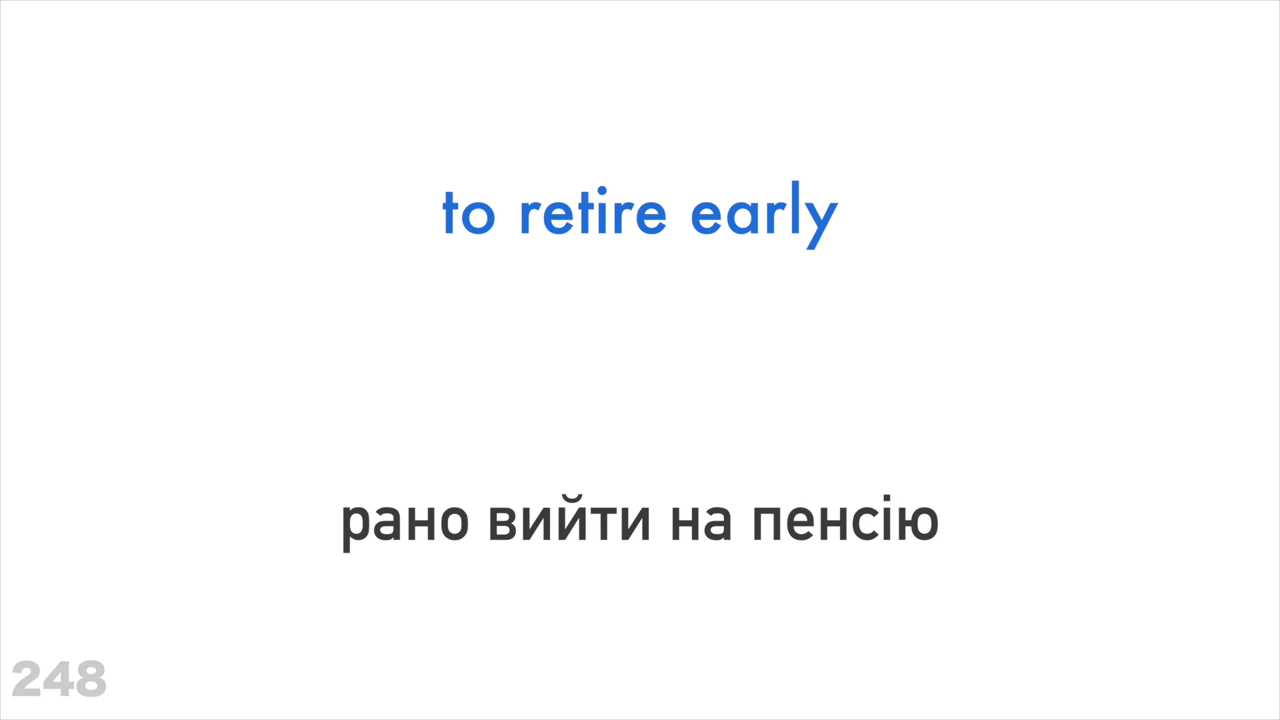 to retire early
рано вийти на пенсію
248